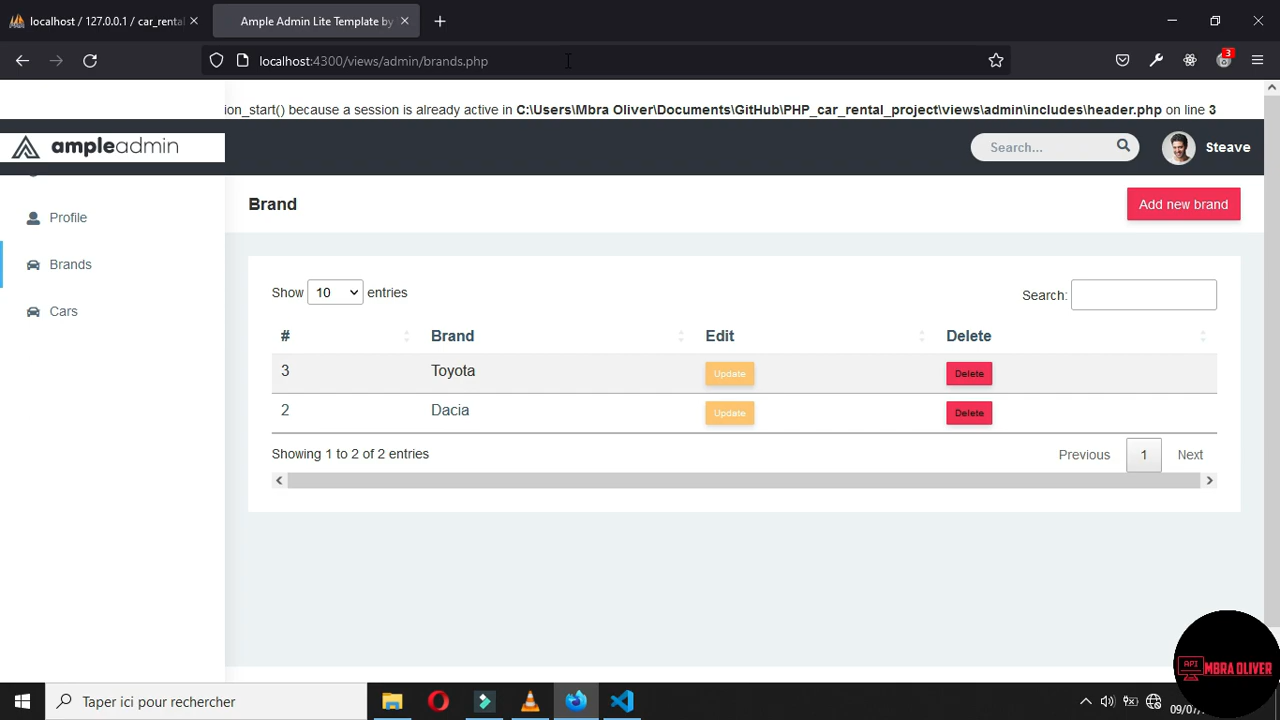 localhost / 127.0.0.1 / car_rental
Ample Admin Lite Template by
localhost:4300/views/admin/brands.php
3
ion_start() because a session is already active in C:\Users\Mbra Oliver\Documents\GitHub\PHP_car_rental_project\views\admin\includes\header.php on line 3
ampleadmin
Search...
Steave
Profile
Brands
Cars
Brand
Add new brand
Show 10 entries
Search:
# Brand Edit Delete
3 Toyota Update Delete
2 Dacia Update Delete
Showing 1 to 2 of 2 entries
Previous 1 Next
API MBRA OLIVER
Taper ici pour rechercher
09/07/